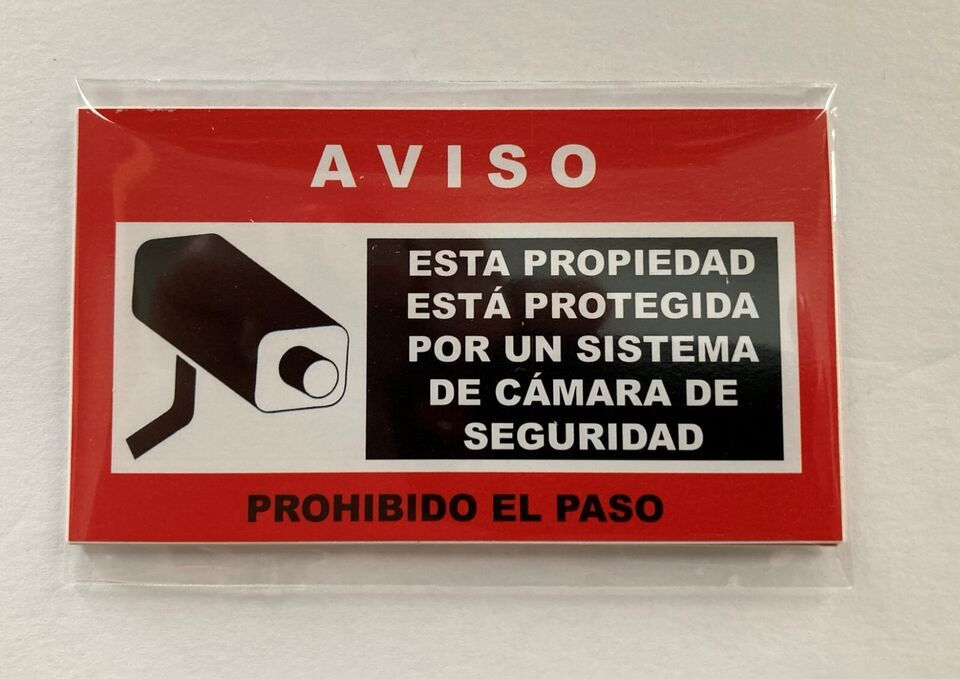 AVISO
ESTA PROPIEDAD
ESTÁ PROTEGIDA
POR UN SISTEMA
DE CÁMARA DE
SEGURIDAD
PROHIBIDO EL PASO